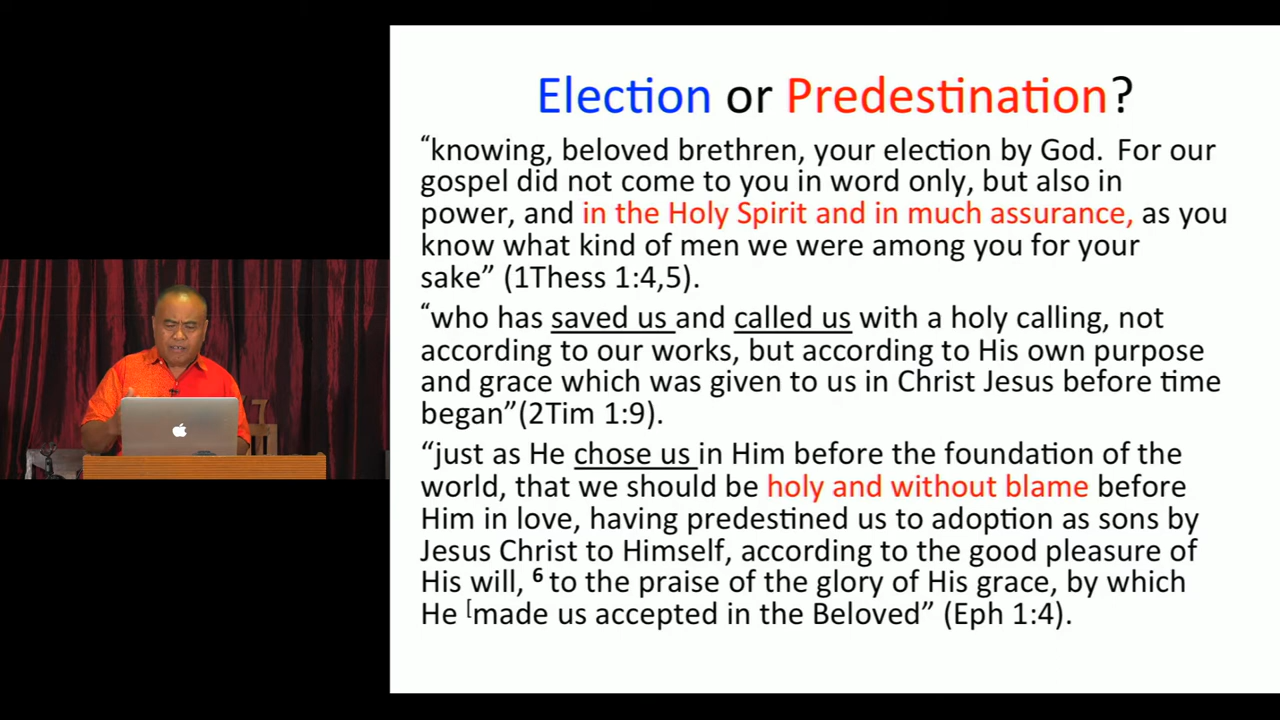 Election or Predestination?
“knowing, beloved brethren, your election by God.  For our
gospel did not come to you in word only, but also in
power, and in the Holy Spirit and in much assurance, as you
know what kind of men we were among you for your
sake” (1Thess 1:4,5).
“who has saved us and called us with a holy calling, not
according to our works, but according to His own purpose
and grace which was given to us in Christ Jesus before time
began”(2Tim 1:9).
“just as He chose us in Him before the foundation of the
world, that we should be holy and without blame before
Him in love, having predestined us to adoption as sons by
Jesus Christ to Himself, according to the good pleasure of
His will, 6 to the praise of the glory of His grace, by which
He [made us accepted in the Beloved” (Eph 1:4).